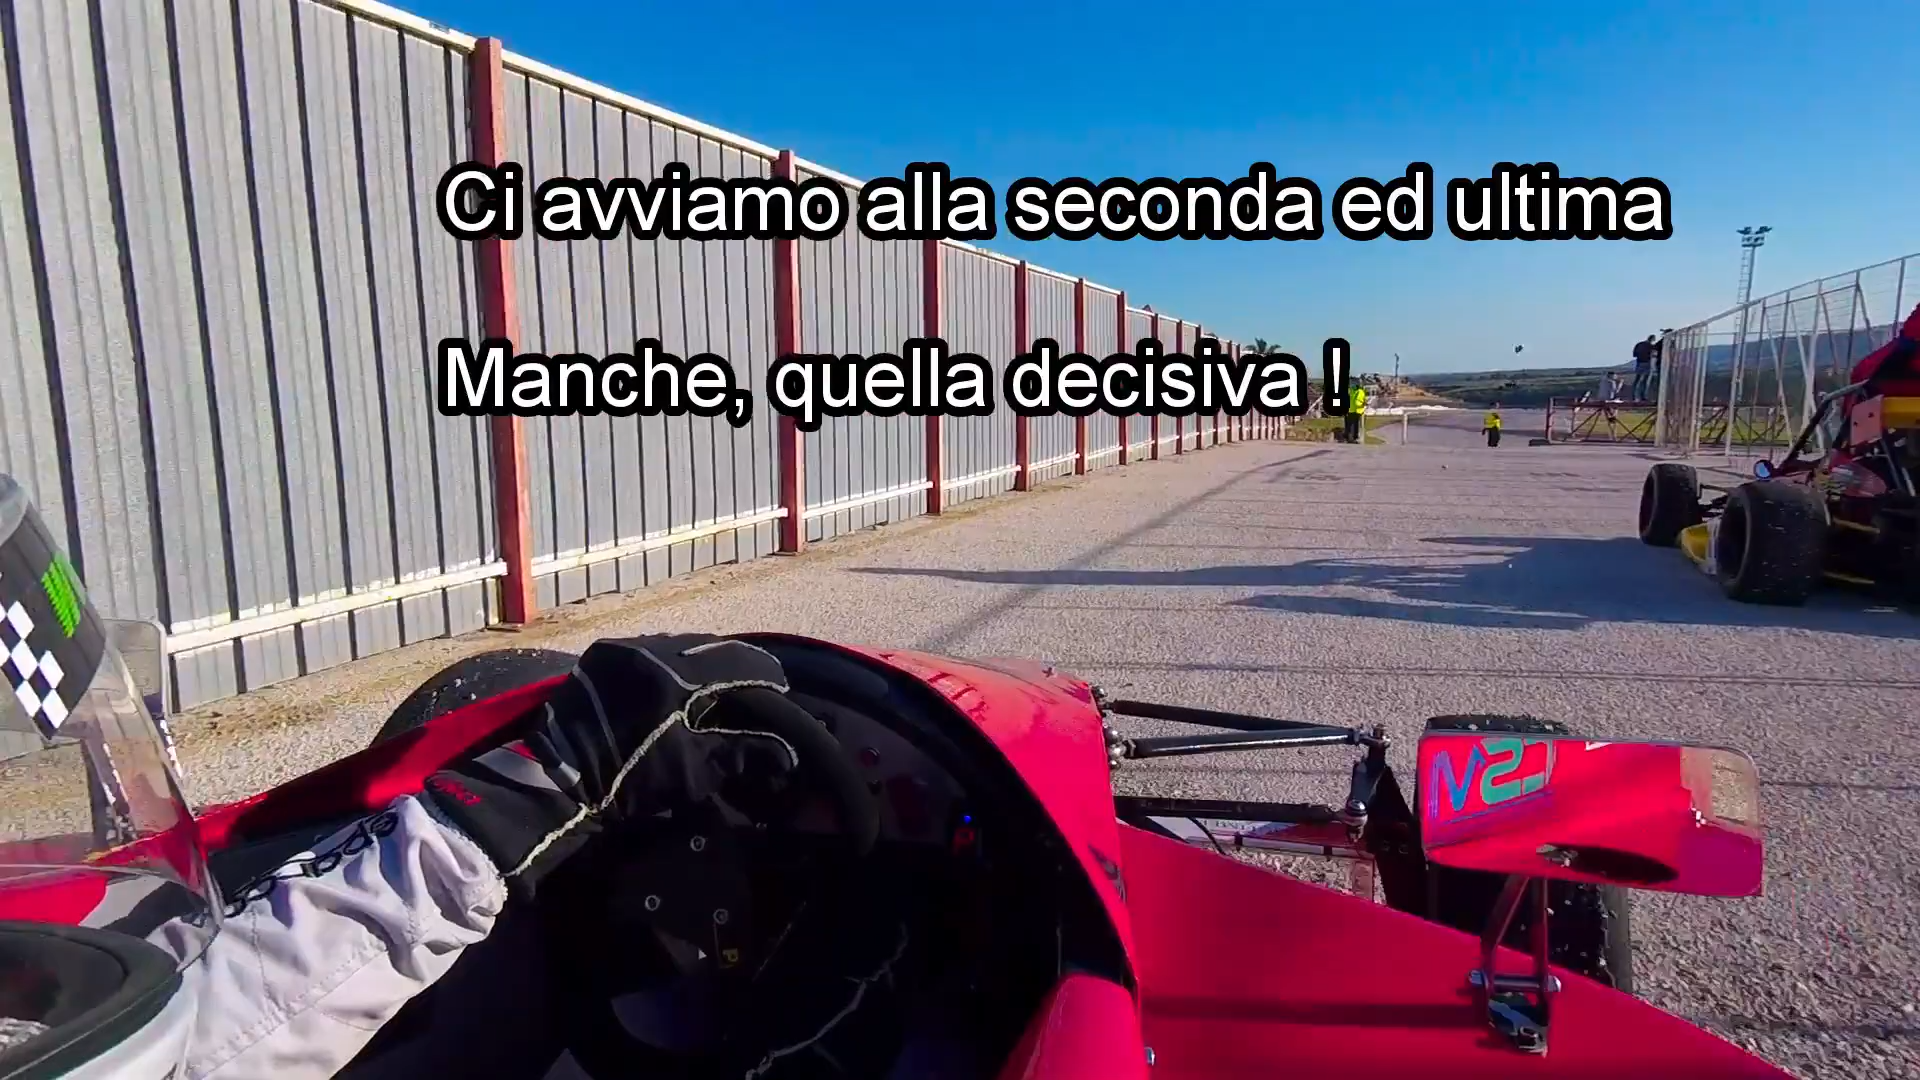 Ci avviamo alla seconda ed ultima
Manche, quella decisiva !